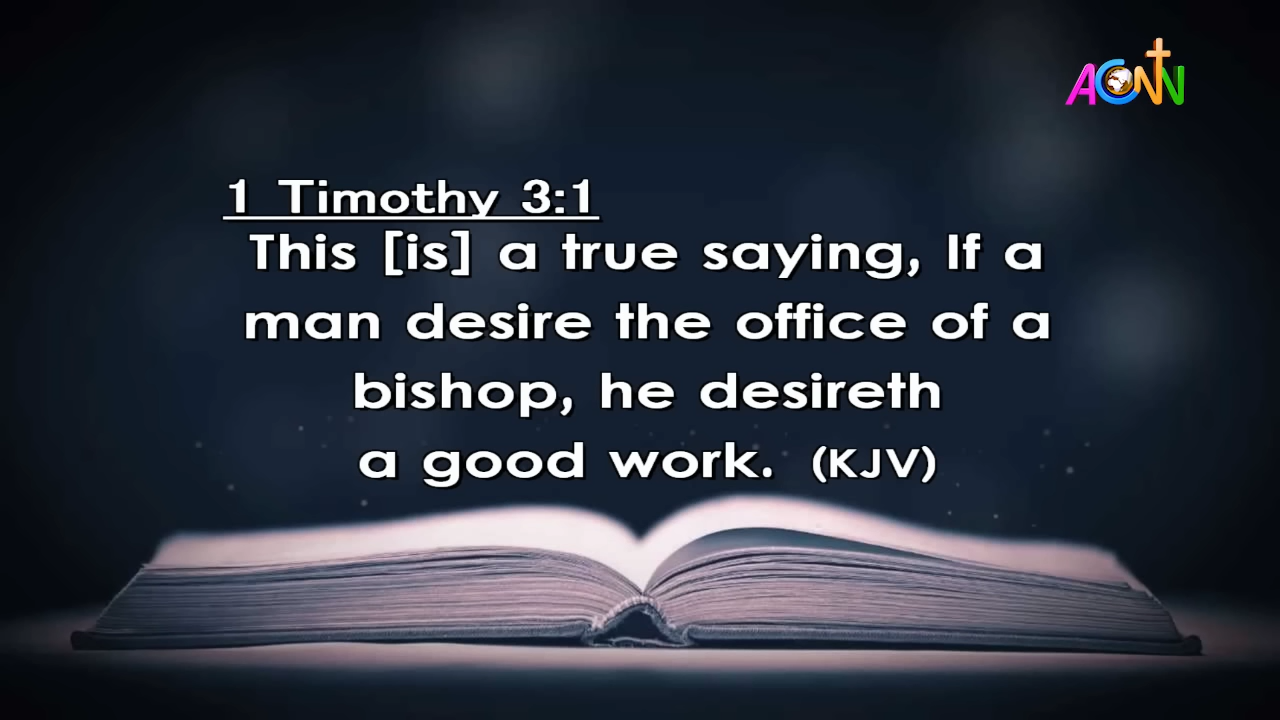 ACNN
1 Timothy 3:1
This [is] a true saying, If a
man desire the office of a
bishop, he desireth
a good work. (KJV)